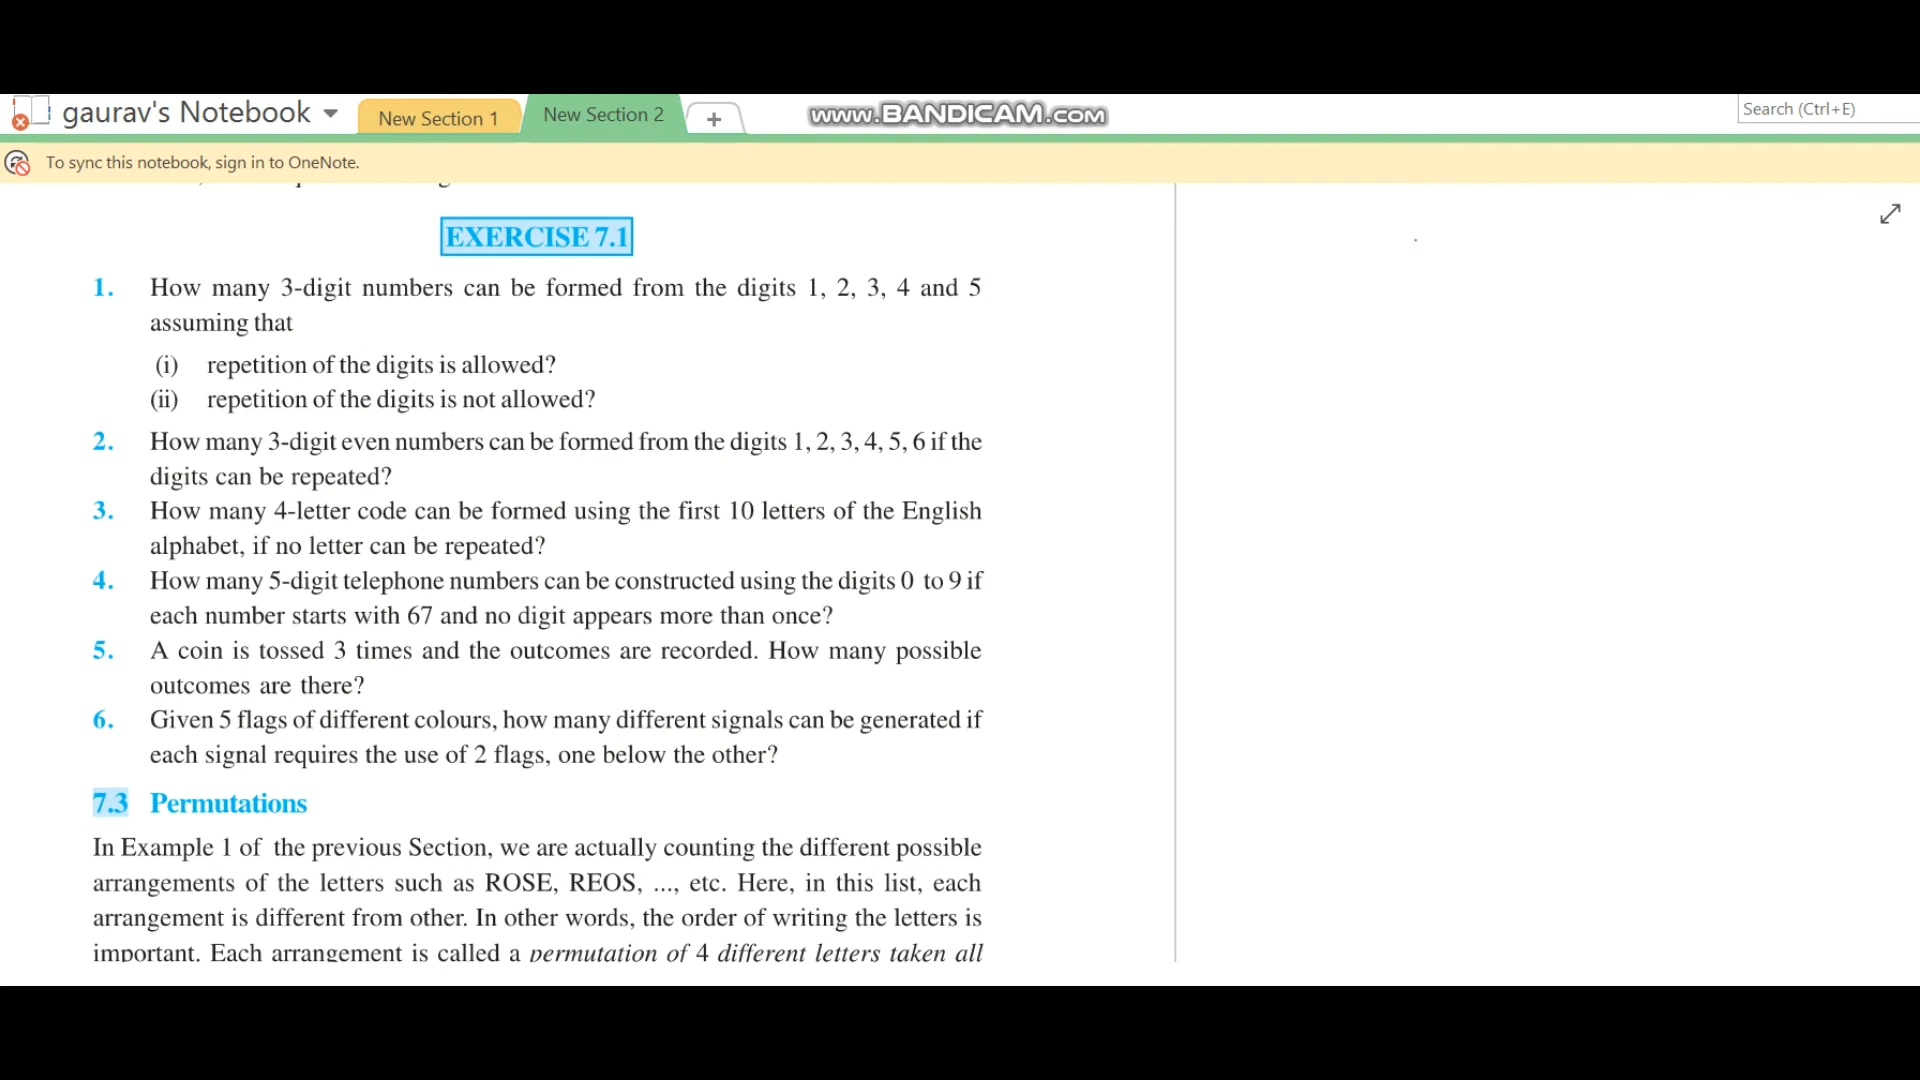 gaurav's Notebook
New Section 1
New Section 2
+
www.BANDICAM.com
Search (Ctrl+E)
To sync this notebook, sign in to OneNote.
EXERCISE 7.1
1. How many 3-digit numbers can be formed from the digits 1, 2, 3, 4 and 5
assuming that
(i) repetition of the digits is allowed?
(ii) repetition of the digits is not allowed?
2. How many 3-digit even numbers can be formed from the digits 1, 2, 3, 4, 5, 6 if the
digits can be repeated?
3. How many 4-letter code can be formed using the first 10 letters of the English
alphabet, if no letter can be repeated?
4. How many 5-digit telephone numbers can be constructed using the digits 0 to 9 if
each number starts with 67 and no digit appears more than once?
5. A coin is tossed 3 times and the outcomes are recorded. How many possible
outcomes are there?
6. Given 5 flags of different colours, how many different signals can be generated if
each signal requires the use of 2 flags, one below the other?
7.3 Permutations
In Example 1 of the previous Section, we are actually counting the different possible
arrangements of the letters such as ROSE, REOS, ..., etc. Here, in this list, each
arrangement is different from other. In other words, the order of writing the letters is
important. Each arrangement is called a permutation of 4 different letters taken all